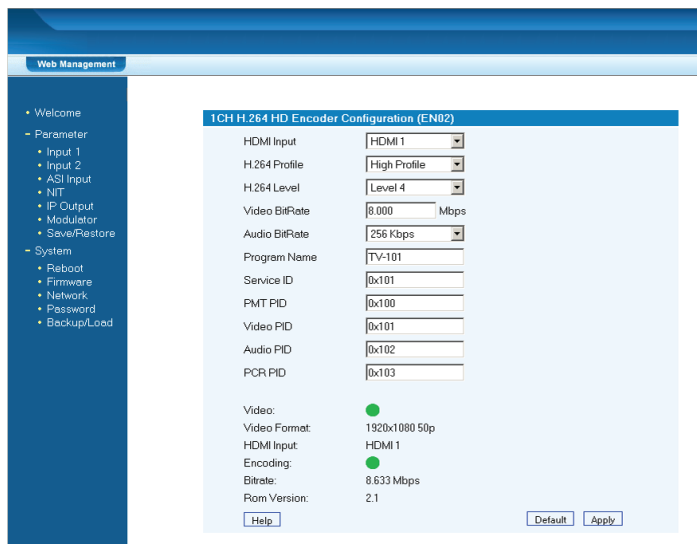 Web Management
• Welcome
- Parameter
• Input 1
• Input 2
• ASI Input
• NIT
• IP Output
• Modulator
• Save/Restore
- System
• Reboot
• Firmware
• Network
• Password
• Backup/Load
1CH H.264 HD Encoder Configuration (EN02)
HDMI Input HDMI 1
H.264 Profile High Profile
H.264 Level Level 4
Video BitRate 8.000 Mbps
Audio BitRate 256 Kbps
Program Name TV-101
Service ID 0x101
PMT PID 0x100
Video PID 0x101
Audio PID 0x102
PCR PID 0x103
Video:
Video Format: 1920x1080 50p
HDMI Input: HDMI 1
Encoding:
Bitrate: 8.633 Mbps
Rom Version: 2.1
Help Default Apply